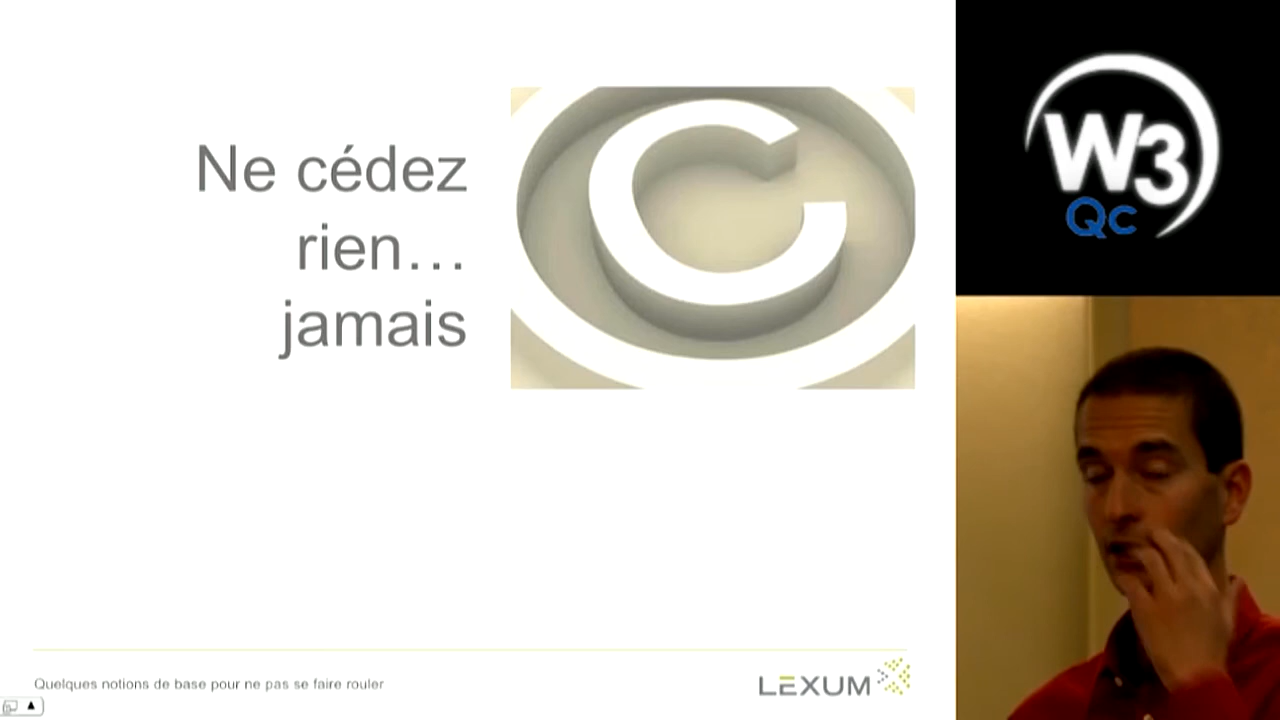 Ne cédez
rien...
jamais
C
Quelques notions de base pour ne pas se faire rouler
LEXUM
W3
Qc